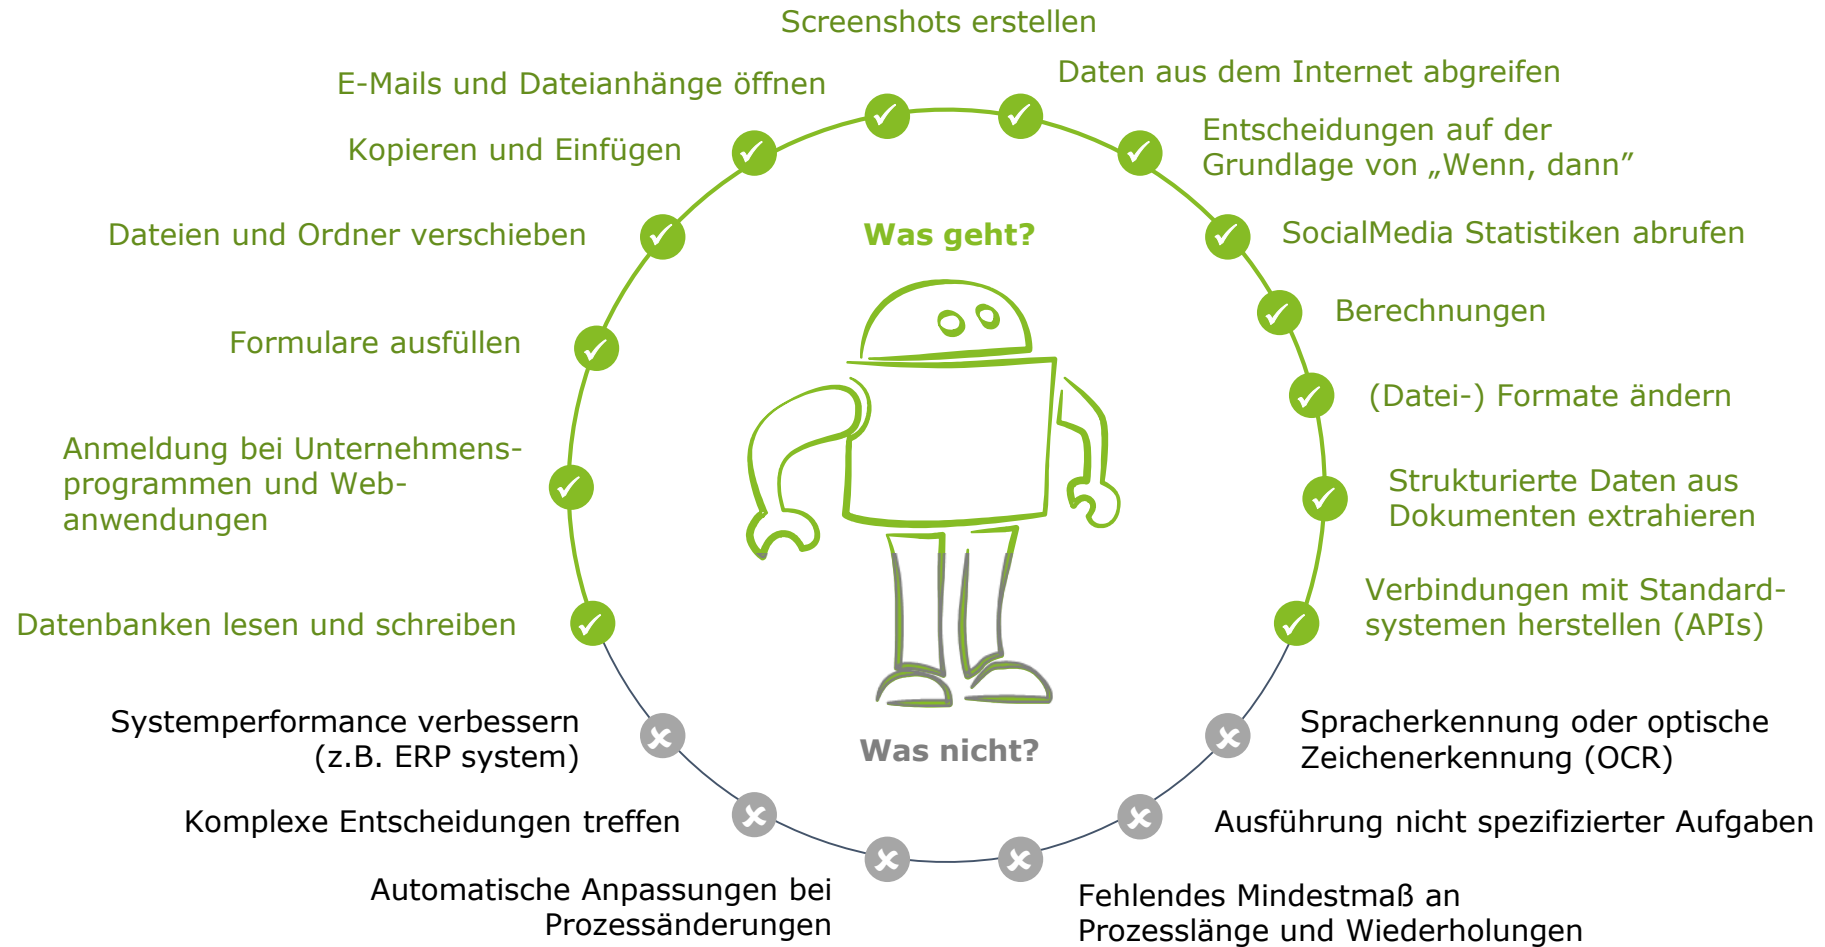 Screenshots erstellen
E-Mails und Dateianhänge öffnen
Daten aus dem Internet abgreifen
Kopieren und Einfügen
Entscheidungen auf der
Grundlage von „Wenn, dann”
Dateien und Ordner verschieben
Was geht?
SocialMedia Statistiken abrufen
Berechnungen
Formulare ausfüllen
(Datei-) Formate ändern
Anmeldung bei Unternehmens-
programmen und Web-
anwendungen
Strukturierte Daten aus
Dokumenten extrahieren
Datenbanken lesen und schreiben
Verbindungen mit Standard-
systemen herstellen (APIs)
Systemperformance verbessern
(z.B. ERP system)
Was nicht?
Spracherkennung oder optische
Zeichenerkennung (OCR)
Komplexe Entscheidungen treffen
Ausführung nicht spezifizierter Aufgaben
Automatische Anpassungen bei
Prozessänderungen
Fehlendes Mindestmaß an
Prozesslänge und Wiederholungen